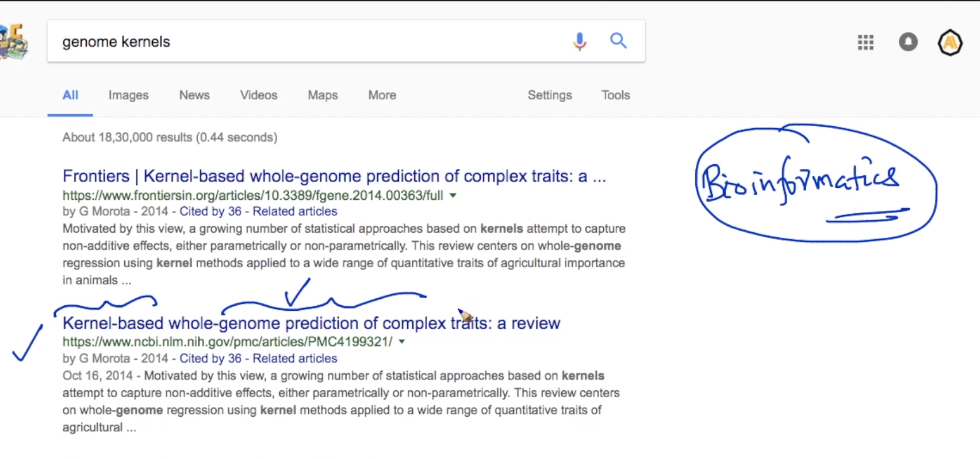 genome kernels
All Images News Videos Maps More Settings Tools
About 18,30,000 results (0.44 seconds)
Frontiers | Kernel-based whole-genome prediction of complex traits: a ...
https://www.frontiersin.org/articles/10.3389/fgene.2014.00363/full
by G Morota - 2014 - Cited by 36 - Related articles
Motivated by this view, a growing number of statistical approaches based on kernels attempt to capture
non-additive effects, either parametrically or non-parametrically. This review centers on whole-genome
regression using kernel methods applied to a wide range of quantitative traits of agricultural importance
in animals ...
Kernel-based whole-genome prediction of complex traits: a review
https://www.ncbi.nlm.nih.gov/pmc/articles/PMC4199321/
by G Morota - 2014 - Cited by 36 - Related articles
Oct 16, 2014 - Motivated by this view, a growing number of statistical approaches based on kernels
attempt to capture non-additive effects, either parametrically or non-parametrically. This review centers
on whole-genome regression using kernel methods applied to a wide range of quantitative traits of
agricultural ...
Bioinformatics